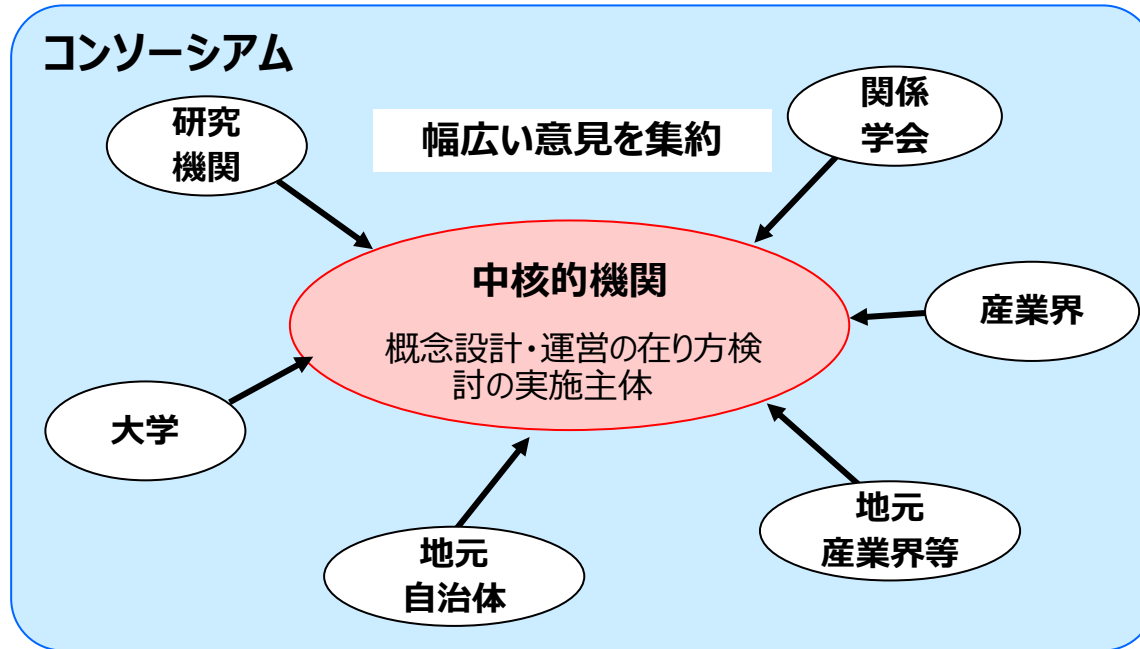 コンソーシアム
研究
機関
幅広い意見を集約
関係
学会
中核的機関
概念設計・運営の在り方検
討の実施主体
産業界
大学
地元
自治体
地元
産業界等